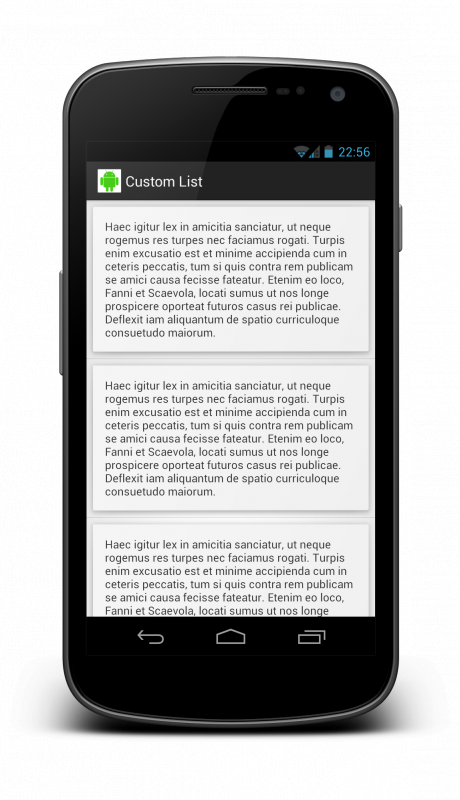 22:56
Custom List
Haec igitur lex in amicitia sanciatur, ut neque
rogemus res turpes nec faciamus rogati. Turpis
enim excusatio est et minime accipienda cum in
ceteris peccatis, tum si quis contra rem publicam
se amici causa fecisse fateatur. Etenim eo loco,
Fanni et Scaevola, locati sumus ut nos longe
prospicere oporteat futuros casus rei publicae.
Deflexit iam aliquantum de spatio curriculoque
consuetudo maiorum.
Haec igitur lex in amicitia sanciatur, ut neque
rogemus res turpes nec faciamus rogati. Turpis
enim excusatio est et minime accipienda cum in
ceteris peccatis, tum si quis contra rem publicam
se amici causa fecisse fateatur. Etenim eo loco,
Fanni et Scaevola, locati sumus ut nos longe
prospicere oporteat futuros casus rei publicae.
Deflexit iam aliquantum de spatio curriculoque
consuetudo maiorum.
Haec igitur lex in amicitia sanciatur, ut neque
rogemus res turpes nec faciamus rogati. Turpis
enim excusatio est et minime accipienda cum in
ceteris peccatis, tum si quis contra rem publicam
se amici causa fecisse fateatur. Etenim eo loco,
Fanni et Scaevola, locati sumus ut nos longe